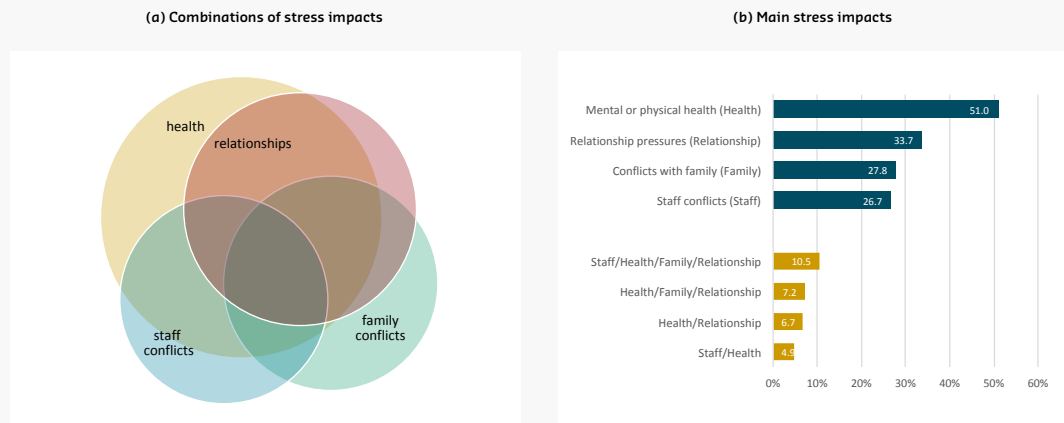 (a) Combinations of stress impacts
health
relationships
staff
conflicts
family
conflicts
(b) Main stress impacts
Mental or physical health (Health) 51.0
Relationship pressures (Relationship) 33.7
Conflicts with family (Family) 27.8
Staff conflicts (Staff) 26.7
Staff/Health/Family/Relationship 10.5
Health/Family/Relationship 7.2
Health/Relationship 6.7
Staff/Health 4.9
0% 10% 20% 30% 40% 50% 60%